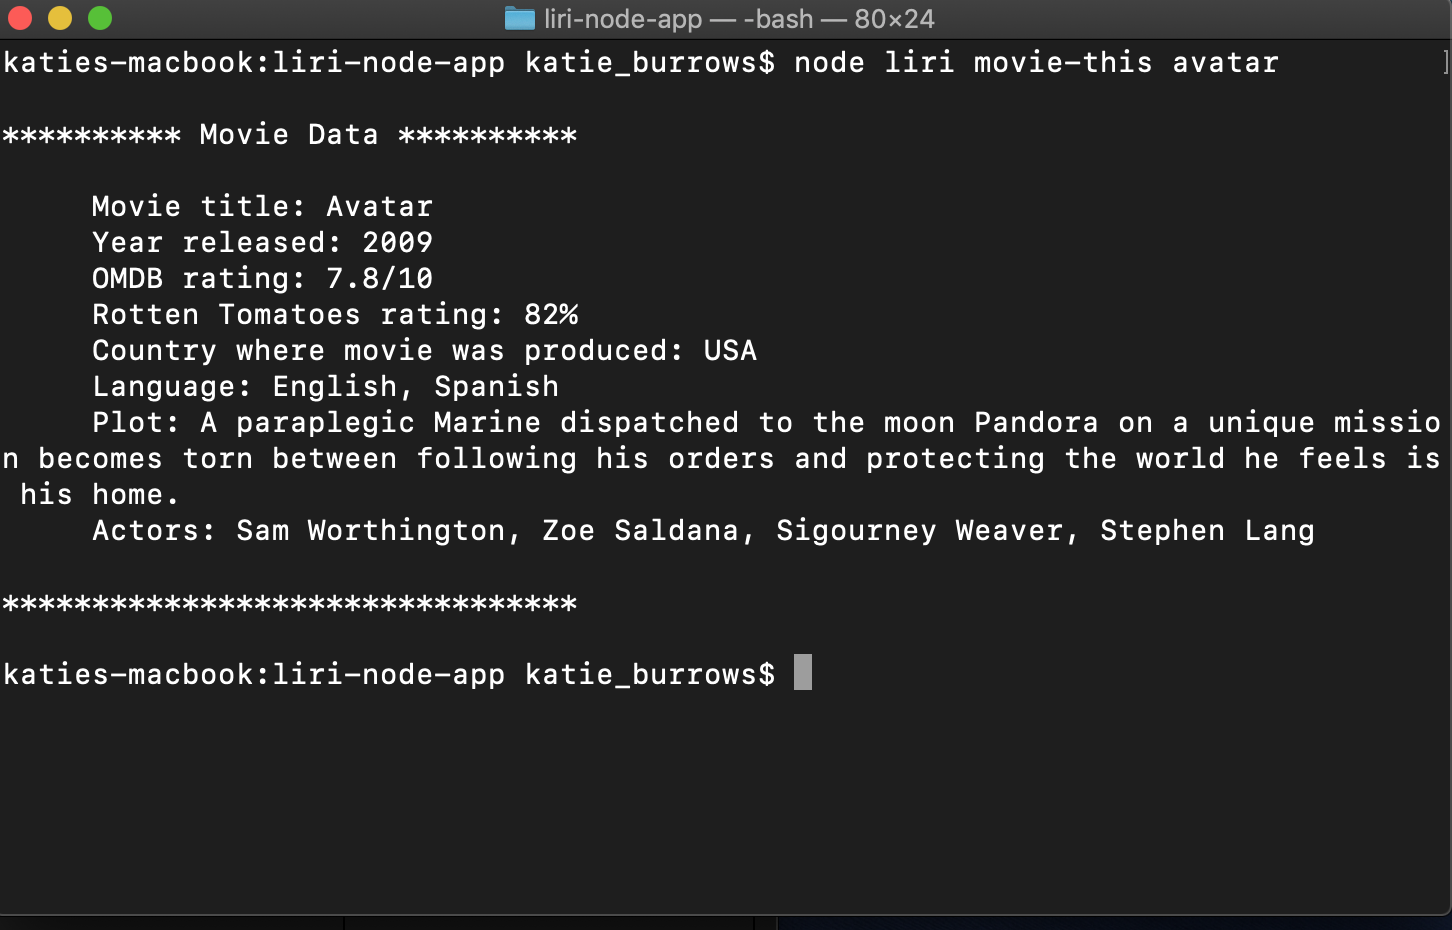 liri-node-app — -bash — 80×24
katies-macbook:liri-node-app katie_burrows$ node liri movie-this avatar ]
********** Movie Data **********
Movie title: Avatar
Year released: 2009
OMDB rating: 7.8/10
Rotten Tomatoes rating: 82%
Country where movie was produced: USA
Language: English, Spanish
Plot: A paraplegic Marine dispatched to the moon Pandora on a unique missio
n becomes torn between following his orders and protecting the world he feels is
his home.
Actors: Sam Worthington, Zoe Saldana, Sigourney Weaver, Stephen Lang
********************************
katies-macbook:liri-node-app katie_burrows$